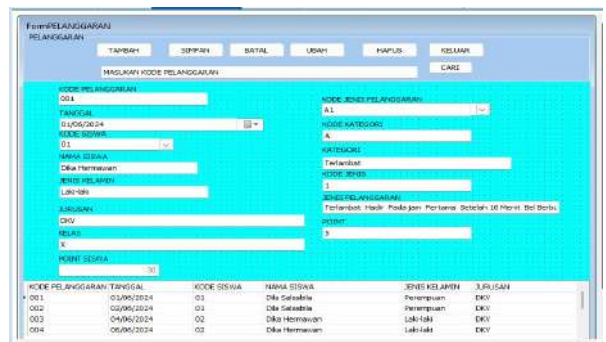 FormPELANGGARAN
PELANGGARAN
TAMBAH SIMPAN BATAL UBAH HAPUS KELUAR
MASUKAN KODE PELANGGARAN CARI
KODE PELANGGARAN
001
TANGGAL
01/06/2024
KODE SISWA
01
NAMA SISWA
Dika Hermawan
JENIS KELAMIN
Laki-laki
JURUSAN
DKV
KELAS
X
POINT SISWA
30
KODE JENIS PELANGGARAN
A1
KODE KATEGORI
A
KATEGORI
Terlambat
KODE JENIS
1
JENIS PELANGGARAN
Terlambat Hadir Pada jam Pertama Setelah 10 Menit Bel Berbu
POINT
3
KODE PELANGGARAN TANGGAL KODE SISWA NAMA SISWA JENIS KELAMIN JURUSAN
001 01/06/2024 01 Dila Salsabila Perempuan DKV
002 02/06/2024 01 Dila Salsabila Perempuan DKV
003 04/06/2024 02 Dika Hermawan Laki-laki DKV
004 06/06/2024 02 Dika Hermawan Laki-laki DKV